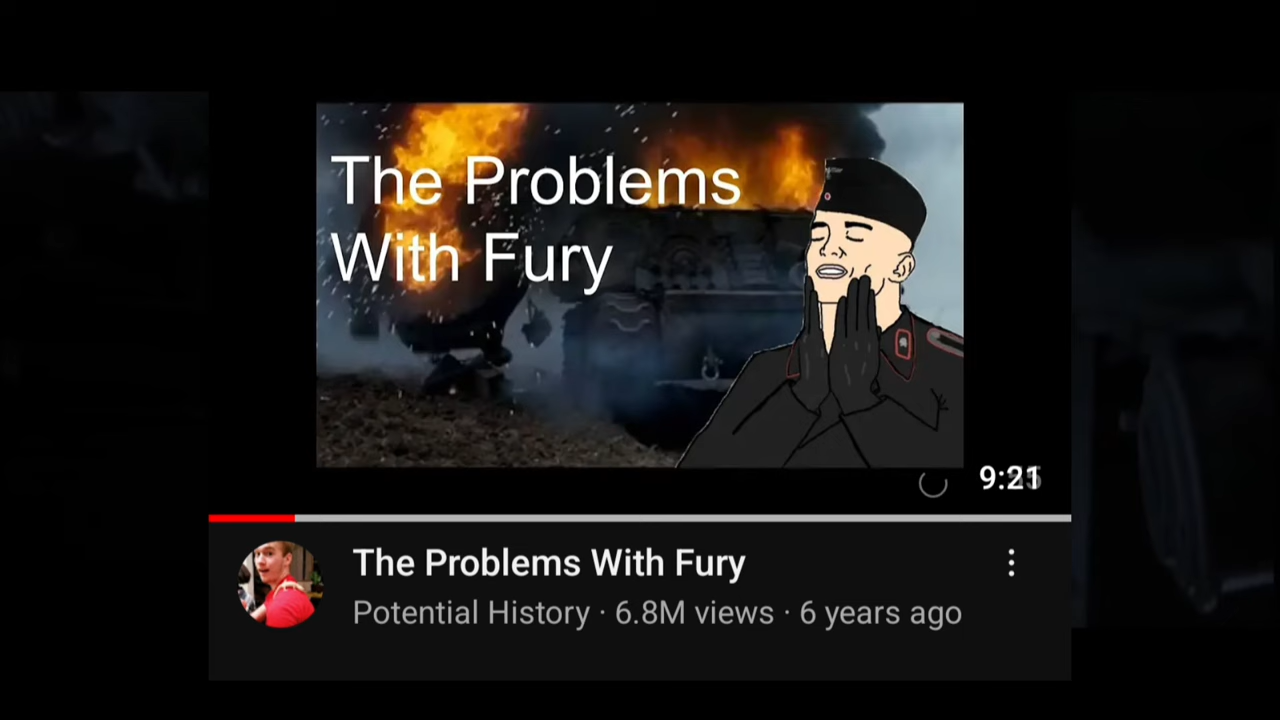 The Problems
With Fury
9:21
The Problems With Fury
Potential History · 6.8M views · 6 years ago